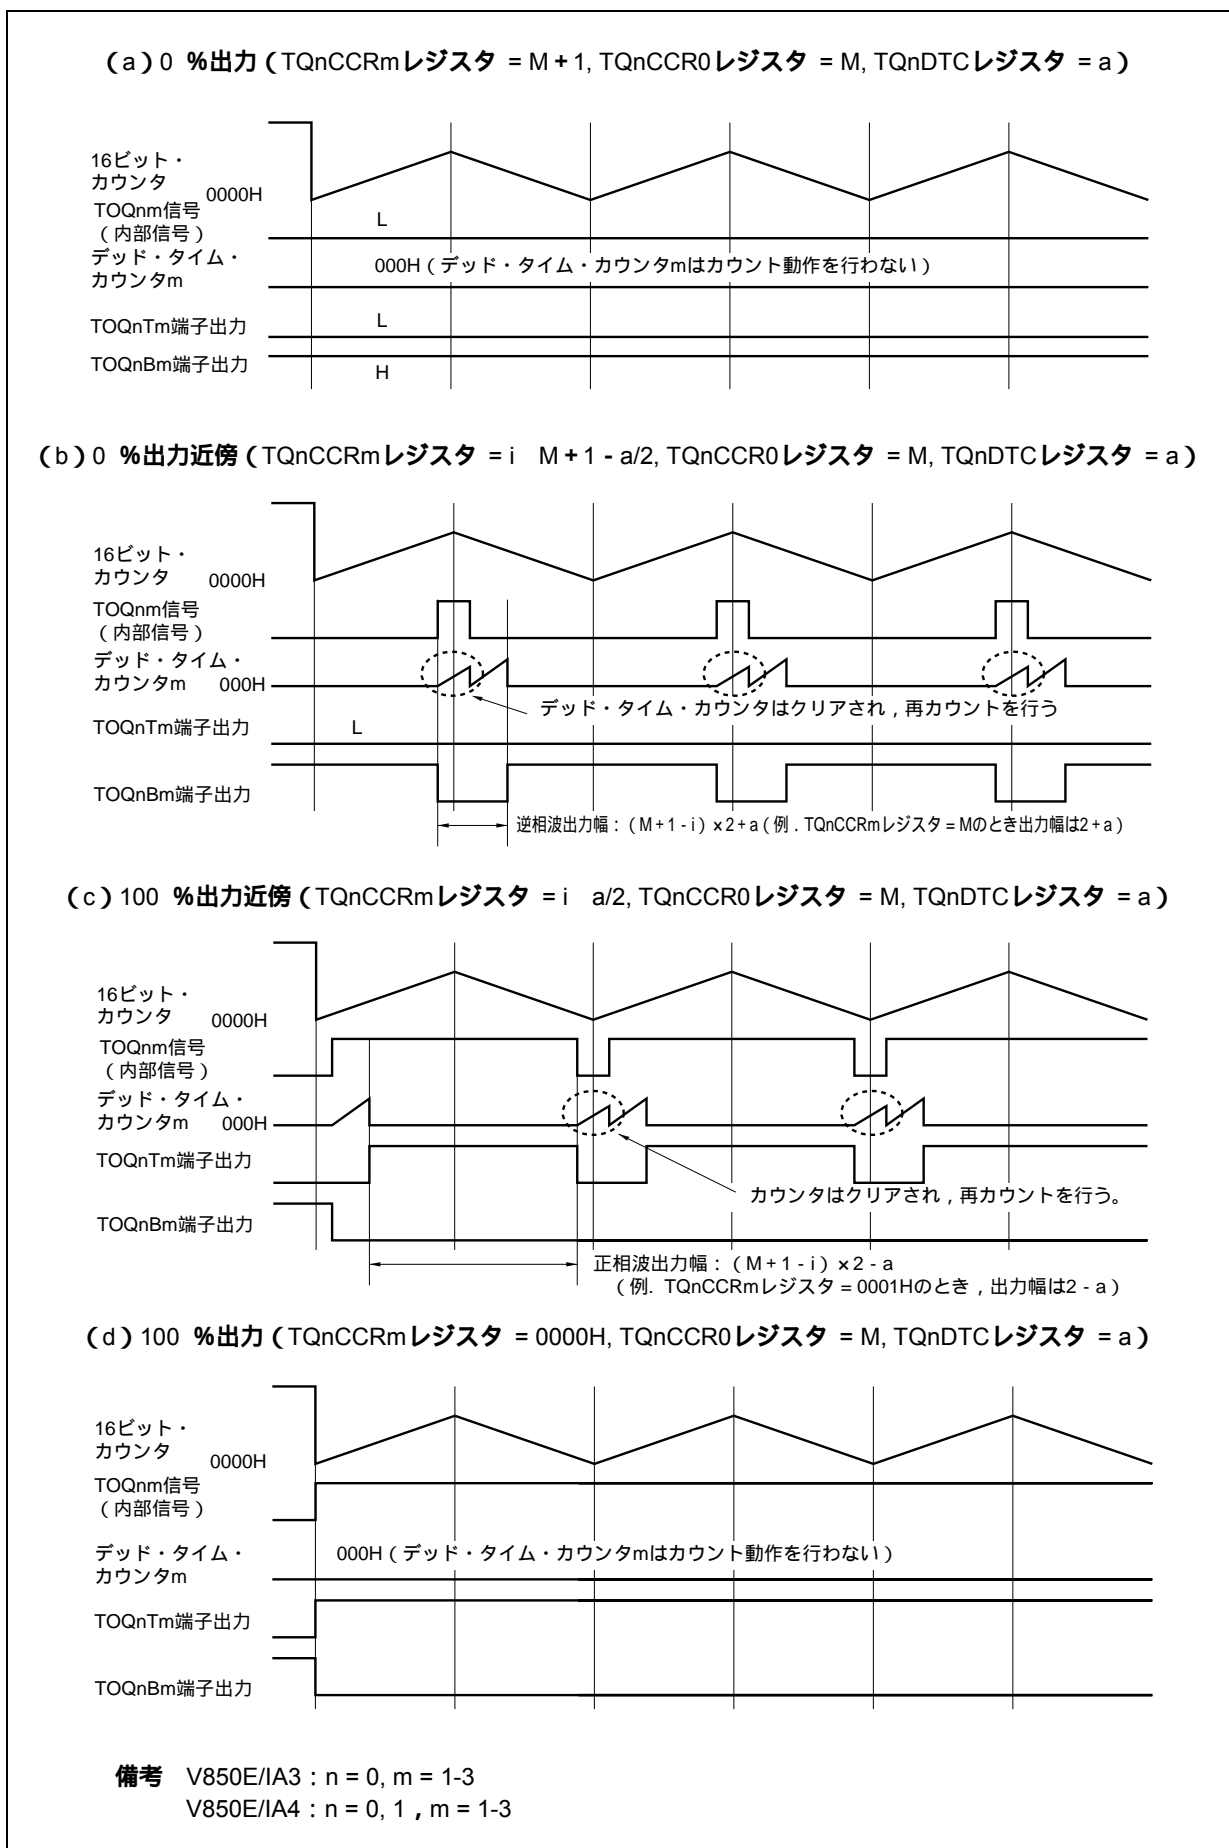 (a)0 %出力(TQnCCRmレジスタ = M+1, TQnCCR0レジスタ = M, TQnDTCレジスタ = a)
16ビット・
カウンタ 0000H
TOQnm信号
(内部信号)
L
デッド・タイム・
カウンタm
000H(デッド・タイム・カウンタmはカウント動作を行わない)
TOQnTm端子出力
L
TOQnBm端子出力
H
(b)0 %出力近傍(TQnCCRmレジスタ = i M+1 - a/2, TQnCCR0レジスタ = M, TQnDTCレジスタ = a)
16ビット・
カウンタ 0000H
TOQnm信号
(内部信号)
デッド・タイム・
カウンタm 000H
デッド・タイム・カウンタはクリアされ,再カウントを行う
TOQnTm端子出力 L
TOQnBm端子出力
逆相波出力幅:(M+1 - i)×2+a(例.TQnCCRmレジスタ=Mのとき出力幅は2+a)
(c)100 %出力近傍(TQnCCRmレジスタ = i a/2, TQnCCR0レジスタ = M, TQnDTCレジスタ = a)
16ビット・
カウンタ 0000H
TOQnm信号
(内部信号)
デッド・タイム・
カウンタm 000H
TOQnTm端子出力
カウンタはクリアされ,再カウントを行う。
TOQnBm端子出力
正相波出力幅:(M+1 - i)×2 - a
(例. TQnCCRmレジスタ=0001Hのとき,出力幅は2 - a)
(d)100 %出力(TQnCCRmレジスタ = 0000H, TQnCCR0レジスタ = M, TQnDTCレジスタ = a)
16ビット・
カウンタ 0000H
TOQnm信号
(内部信号)
デッド・タイム・
カウンタm
000H(デッド・タイム・カウンタmはカウント動作を行わない)
TOQnTm端子出力
TOQnBm端子出力
備考 V850E/IA3:n = 0, m = 1-3
V850E/IA4:n = 0, 1,m = 1-3